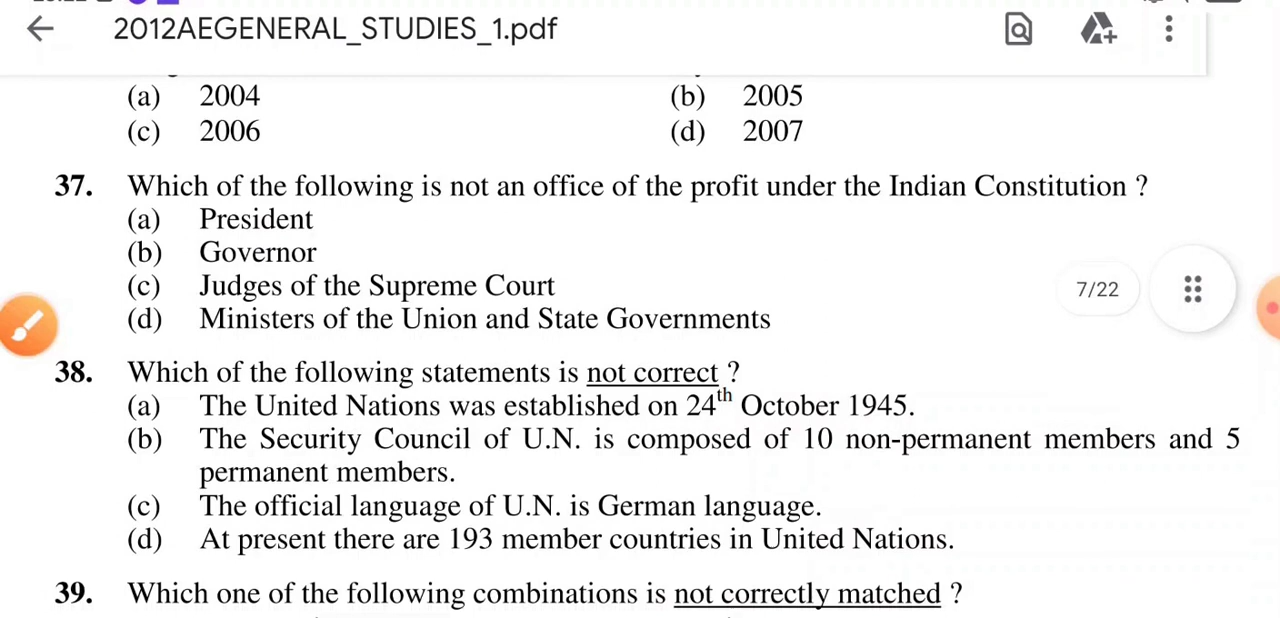 2012AEGENERAL_STUDIES_1.pdf
(a) 2004 (b) 2005
(c) 2006 (d) 2007
37. Which of the following is not an office of the profit under the Indian Constitution ?
(a) President
(b) Governor
(c) Judges of the Supreme Court
(d) Ministers of the Union and State Governments
7/22
38. Which of the following statements is not correct ?
(a) The United Nations was established on 24th October 1945.
(b) The Security Council of U.N. is composed of 10 non-permanent members and 5
permanent members.
(c) The official language of U.N. is German language.
(d) At present there are 193 member countries in United Nations.
39. Which one of the following combinations is not correctly matched ?